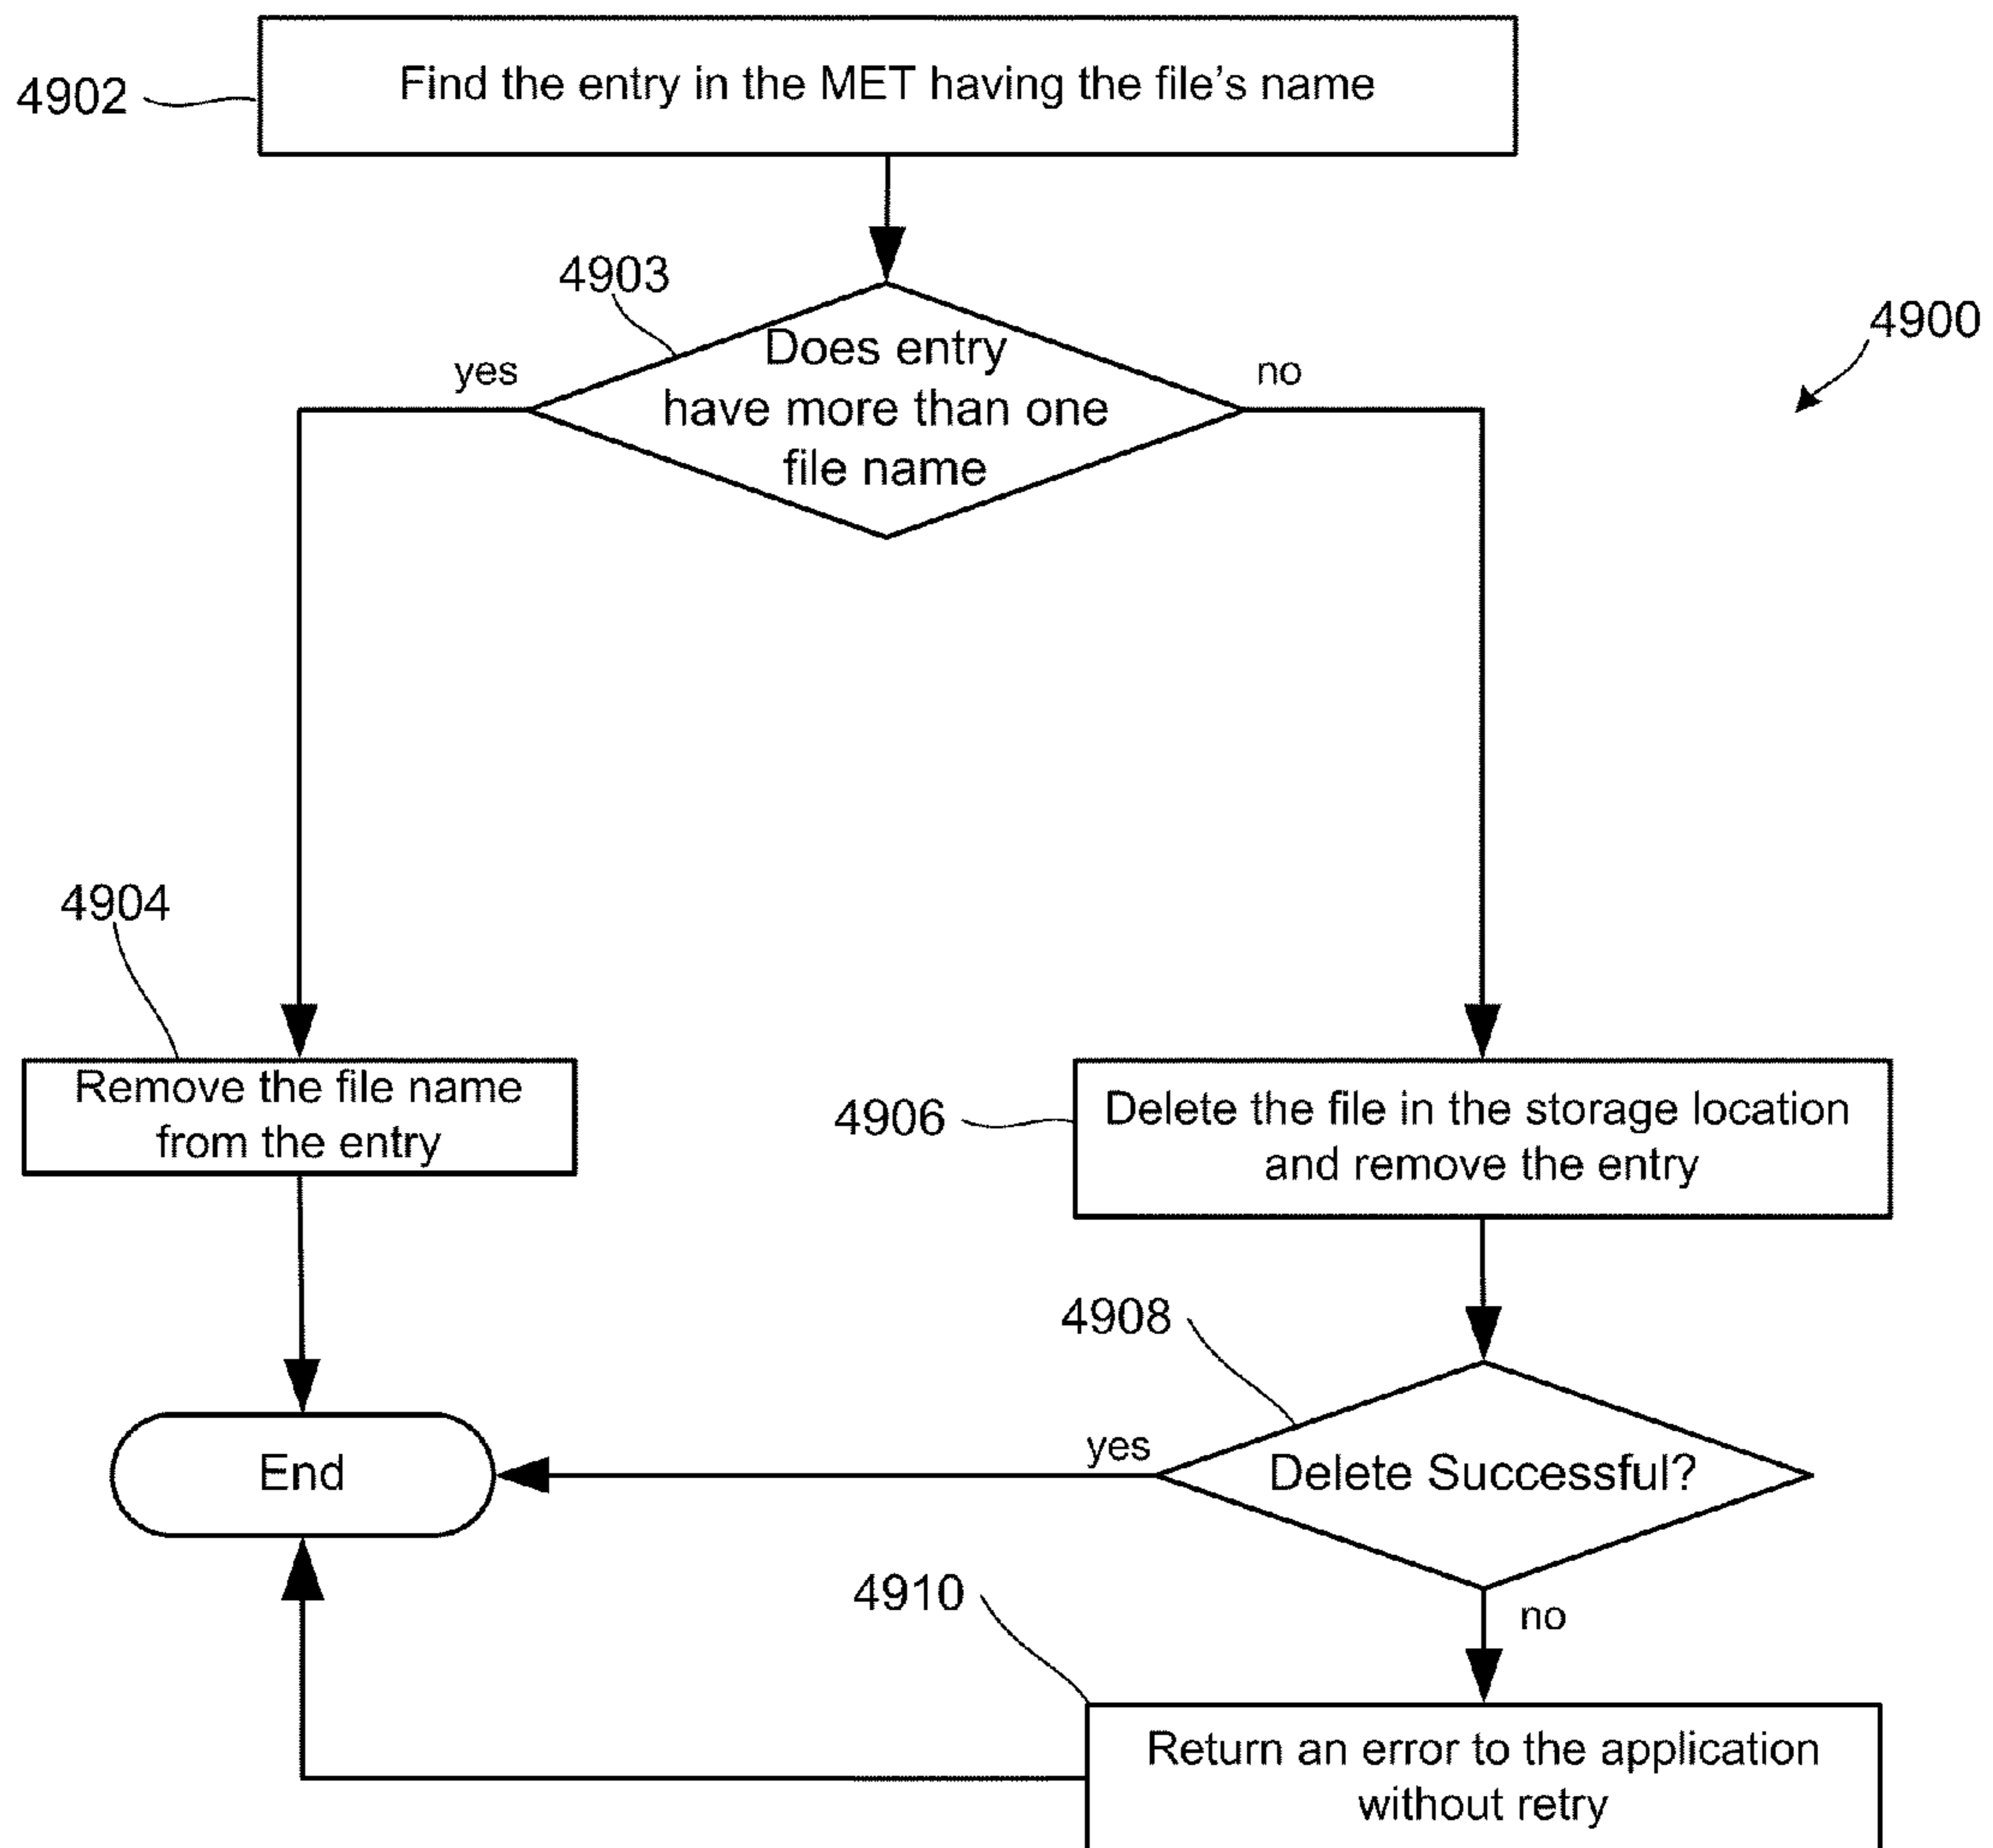 4902
Find the entry in the MET having the file's name
4903
4900
yes
Does entry
have more than one
file name
no
4904
Remove the file name
from the entry
4906
Delete the file in the storage location
and remove the entry
4908
End
yes
Delete Successful?
4910
no
Return an error to the application
without retry